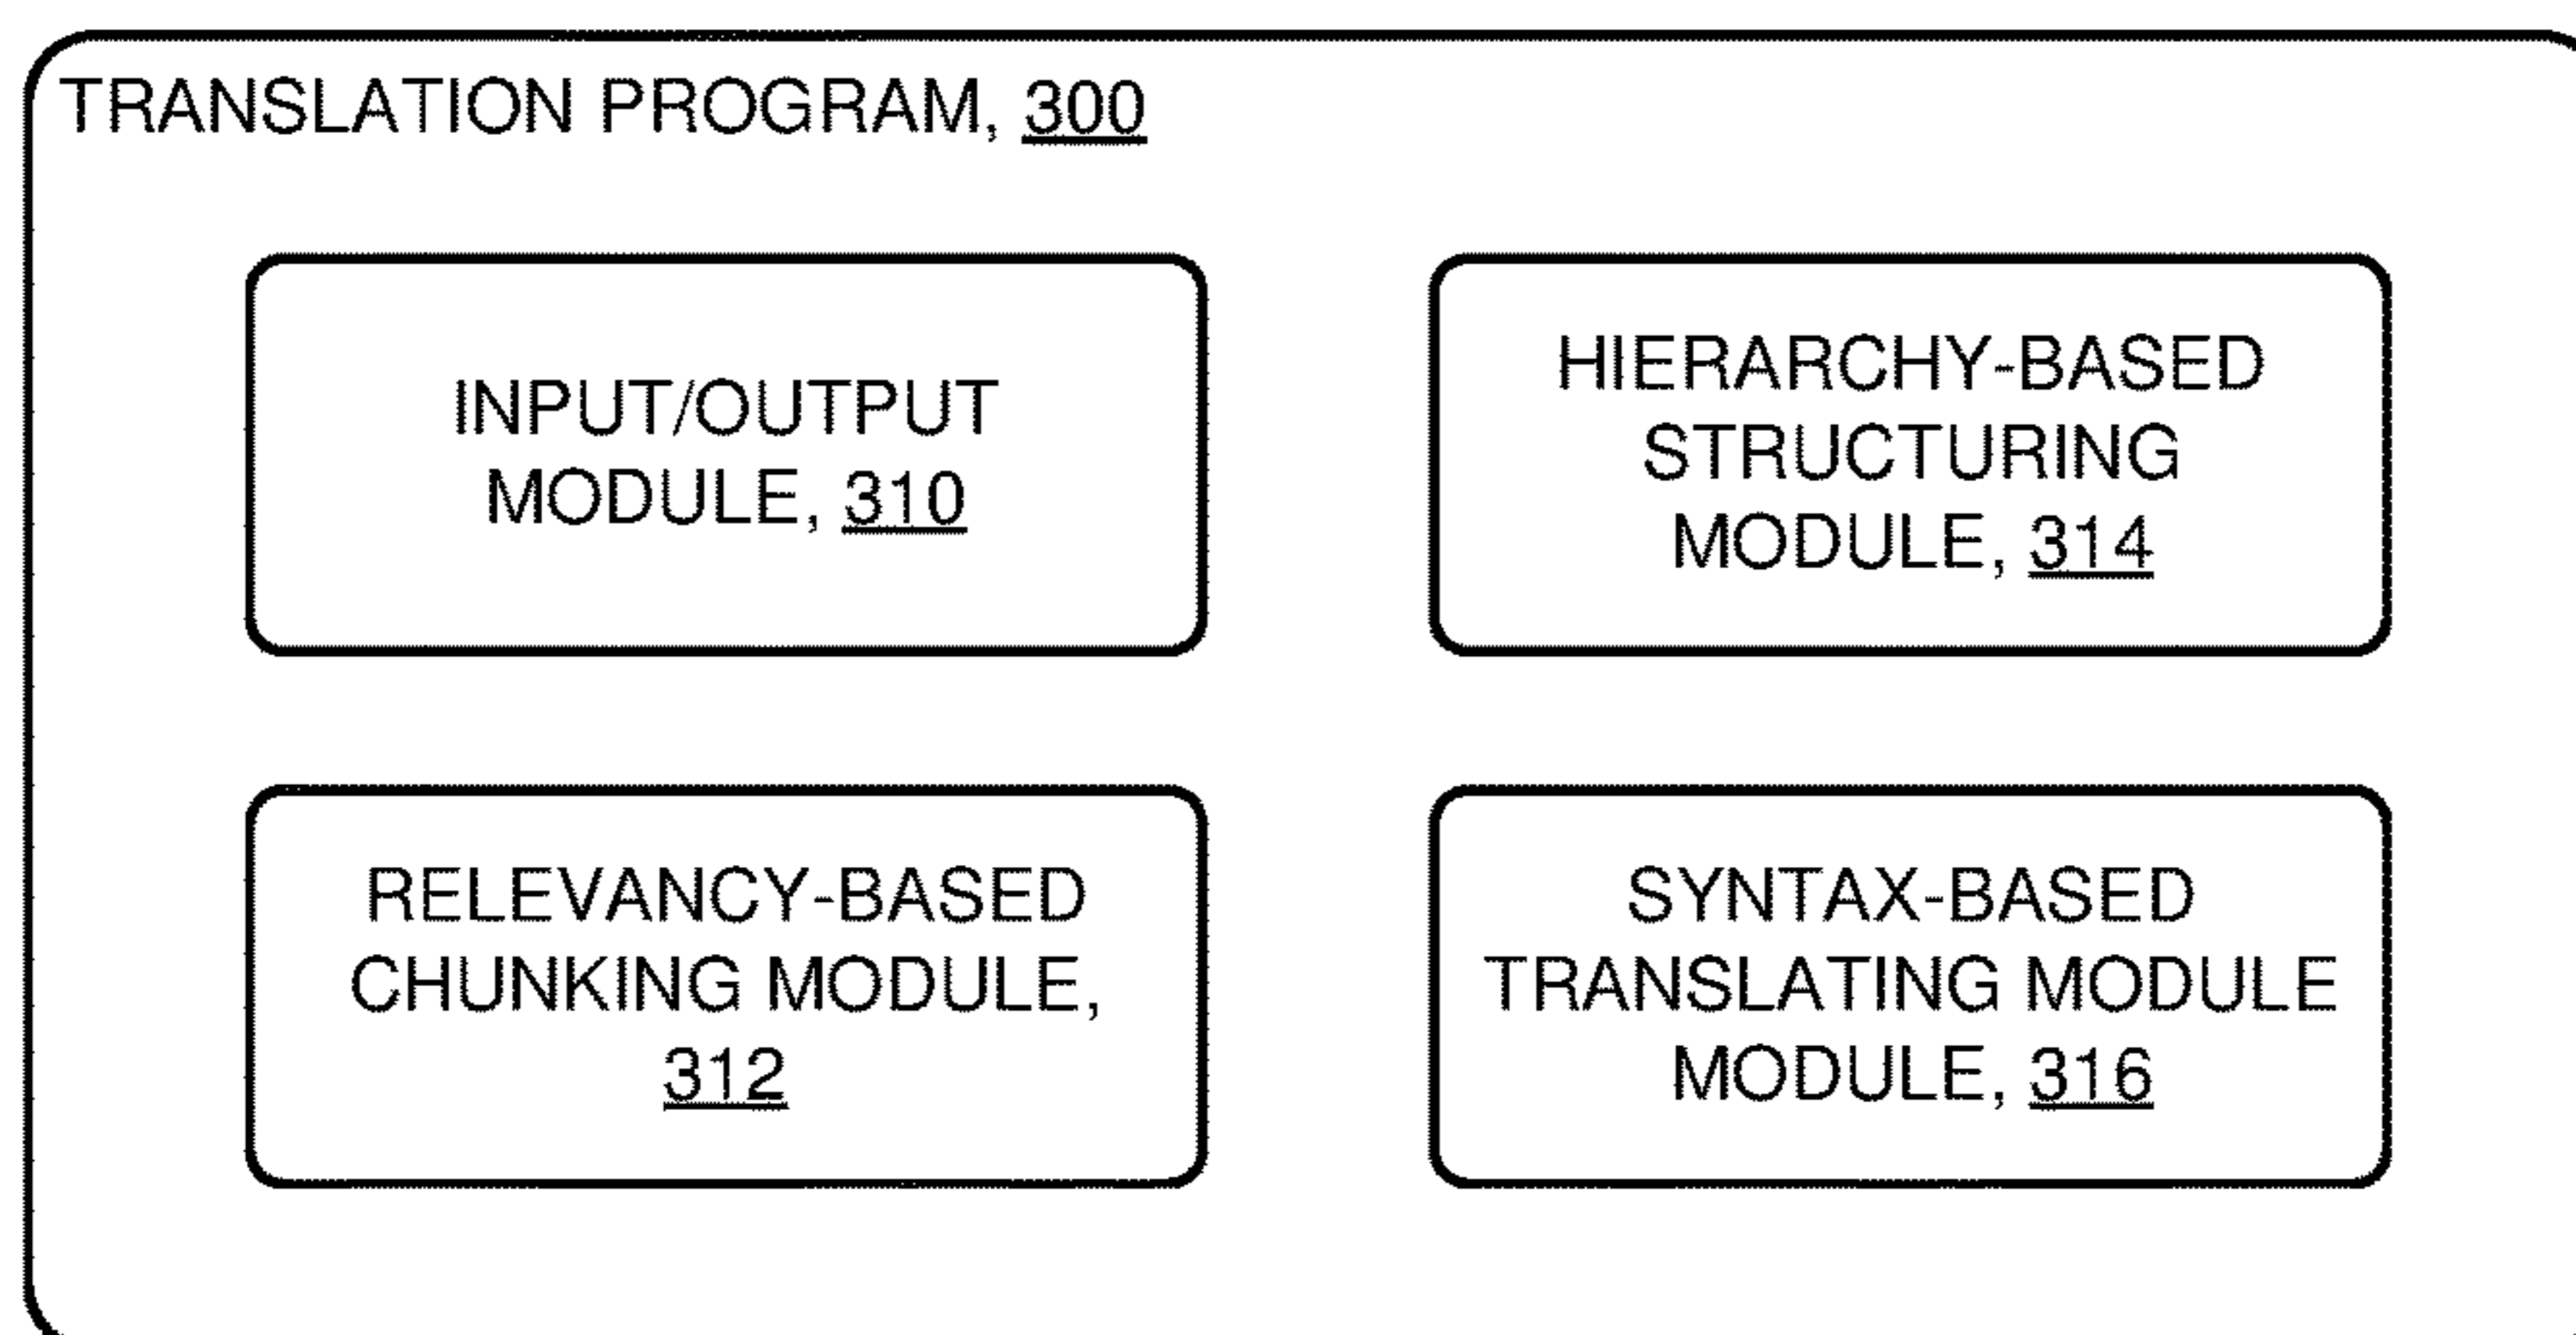 TRANSLATION PROGRAM, 300
INPUT/OUTPUT
MODULE, 310
HIERARCHY-BASED
STRUCTURING
MODULE, 314
RELEVANCY-BASED
CHUNKING MODULE,
312
SYNTAX-BASED
TRANSLATING MODULE
MODULE, 316